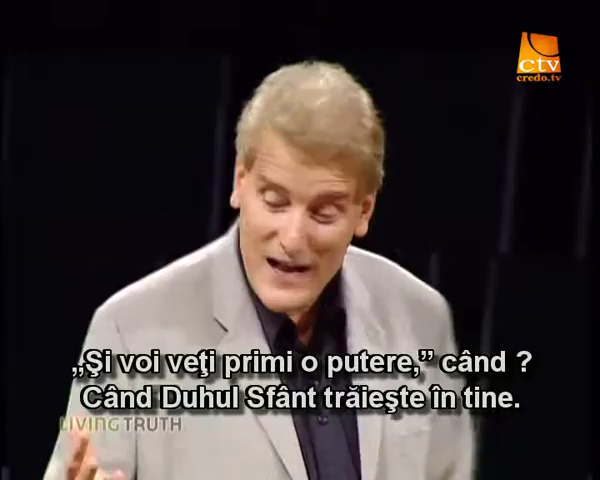 ctv
credo.tv
„Şi voi veţi primi o putere,” când ?
Când Duhul Sfânt trăieşte în tine.
LIVING TRUTH